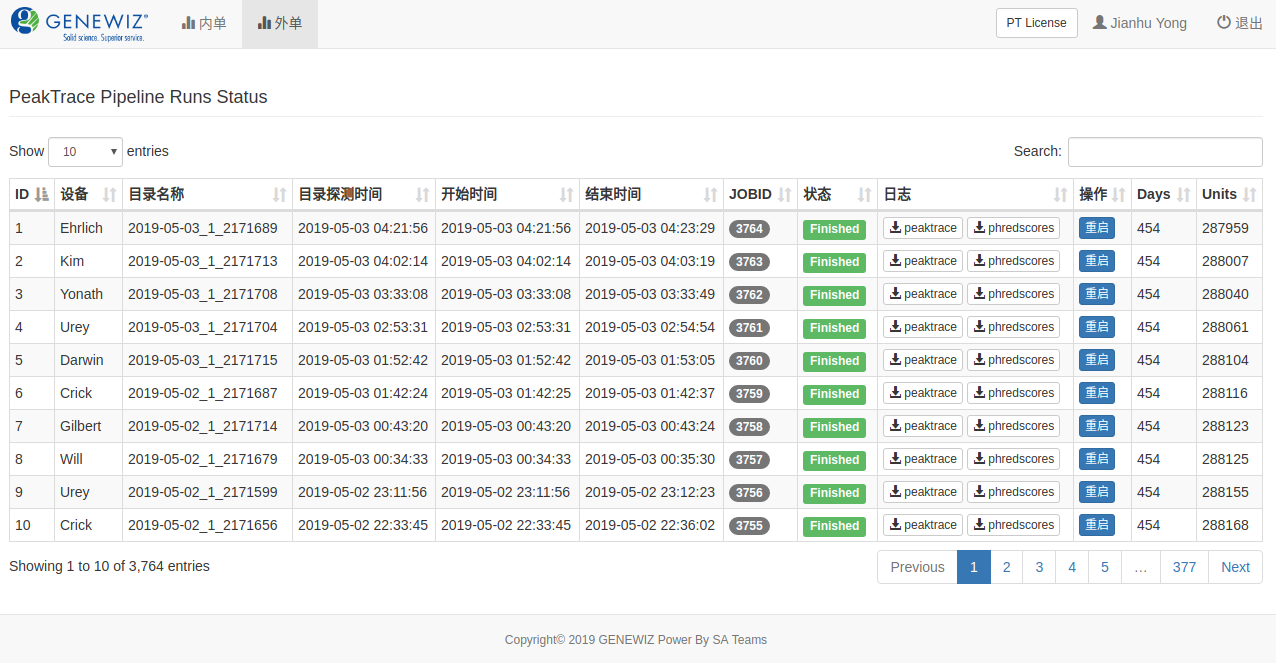 GENEWIZ® 内单 外单 PT License Jianhu Yong 退出
Solid science. Superior service.
PeakTrace Pipeline Runs Status
Show 10 entries Search:
ID 设备 目录名称 目录探测时间 开始时间 结束时间 JOBID 状态 日志 操作 Days Units
1 Ehrlich 2019-05-03_1_2171689 2019-05-03 04:21:56 2019-05-03 04:21:56 2019-05-03 04:23:29 3764 Finished peaktrace phredscores 重启 454 287959
2 Kim 2019-05-03_1_2171713 2019-05-03 04:02:14 2019-05-03 04:02:14 2019-05-03 04:03:19 3763 Finished peaktrace phredscores 重启 454 288007
3 Yonath 2019-05-03_1_2171708 2019-05-03 03:33:08 2019-05-03 03:33:08 2019-05-03 03:33:49 3762 Finished peaktrace phredscores 重启 454 288040
4 Urey 2019-05-03_1_2171704 2019-05-03 02:53:31 2019-05-03 02:53:31 2019-05-03 02:54:54 3761 Finished peaktrace phredscores 重启 454 288061
5 Darwin 2019-05-03_1_2171715 2019-05-03 01:52:42 2019-05-03 01:52:42 2019-05-03 01:53:05 3760 Finished peaktrace phredscores 重启 454 288104
6 Crick 2019-05-02_1_2171687 2019-05-03 01:42:24 2019-05-03 01:42:25 2019-05-03 01:42:37 3759 Finished peaktrace phredscores 重启 454 288116
7 Gilbert 2019-05-02_1_2171714 2019-05-03 00:43:20 2019-05-03 00:43:20 2019-05-03 00:43:24 3758 Finished peaktrace phredscores 重启 454 288123
8 Will 2019-05-02_1_2171679 2019-05-03 00:34:33 2019-05-03 00:34:33 2019-05-03 00:35:30 3757 Finished peaktrace phredscores 重启 454 288125
9 Urey 2019-05-02_1_2171599 2019-05-02 23:11:56 2019-05-02 23:11:56 2019-05-02 23:12:23 3756 Finished peaktrace phredscores 重启 454 288155
10 Crick 2019-05-02_1_2171656 2019-05-02 22:33:45 2019-05-02 22:33:45 2019-05-02 22:36:02 3755 Finished peaktrace phredscores 重启 454 288168
Showing 1 to 10 of 3,764 entries Previous 1 2 3 4 5 … 377 Next
Copyright© 2019 GENEWIZ Power By SA Teams